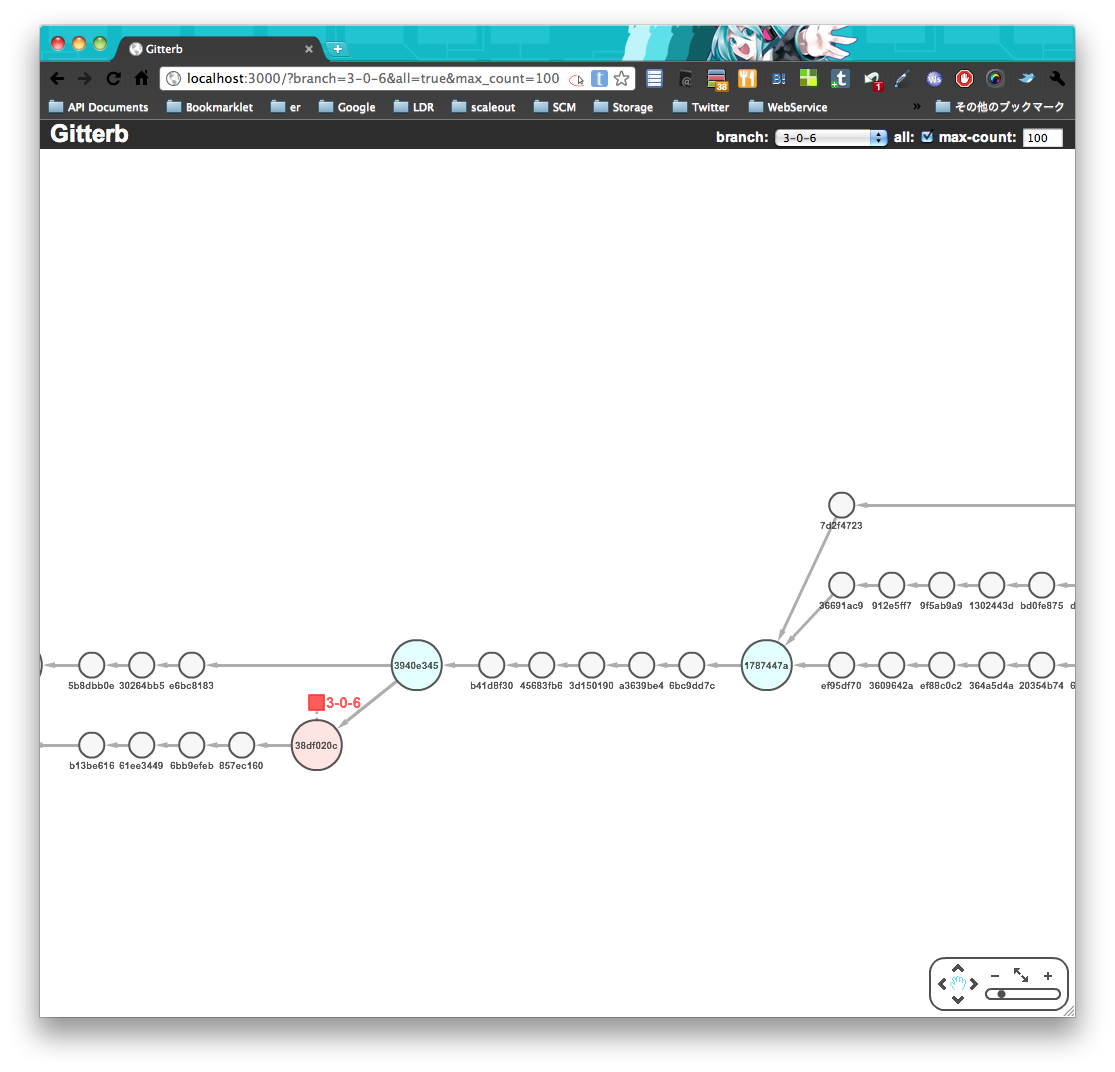 Gitterb
localhost:3000/?branch=3-0-6&all=true&max_count=100
38
1
API Documents Bookmarklet er Google LDR scaleout SCM Storage Twitter WebService » その他のブックマーク
Gitterb branch: 3-0-6 all: max-count: 100
7d2f4723
36691ac9 912e5ff7 9f5ab9a9 1302443d bd0fe875 d
3940e345 1787447a
5b8dbb0e 30264bb5 e6bc8183 b41d8f30 45683fb6 3d150190 a3639be4 6bc9dd7c ef95df70 3609642a ef88c0c2 364a5d4a 20354b74 6
3-0-6
38df020c
b13be616 61ee3449 6bb9efeb 857ec160